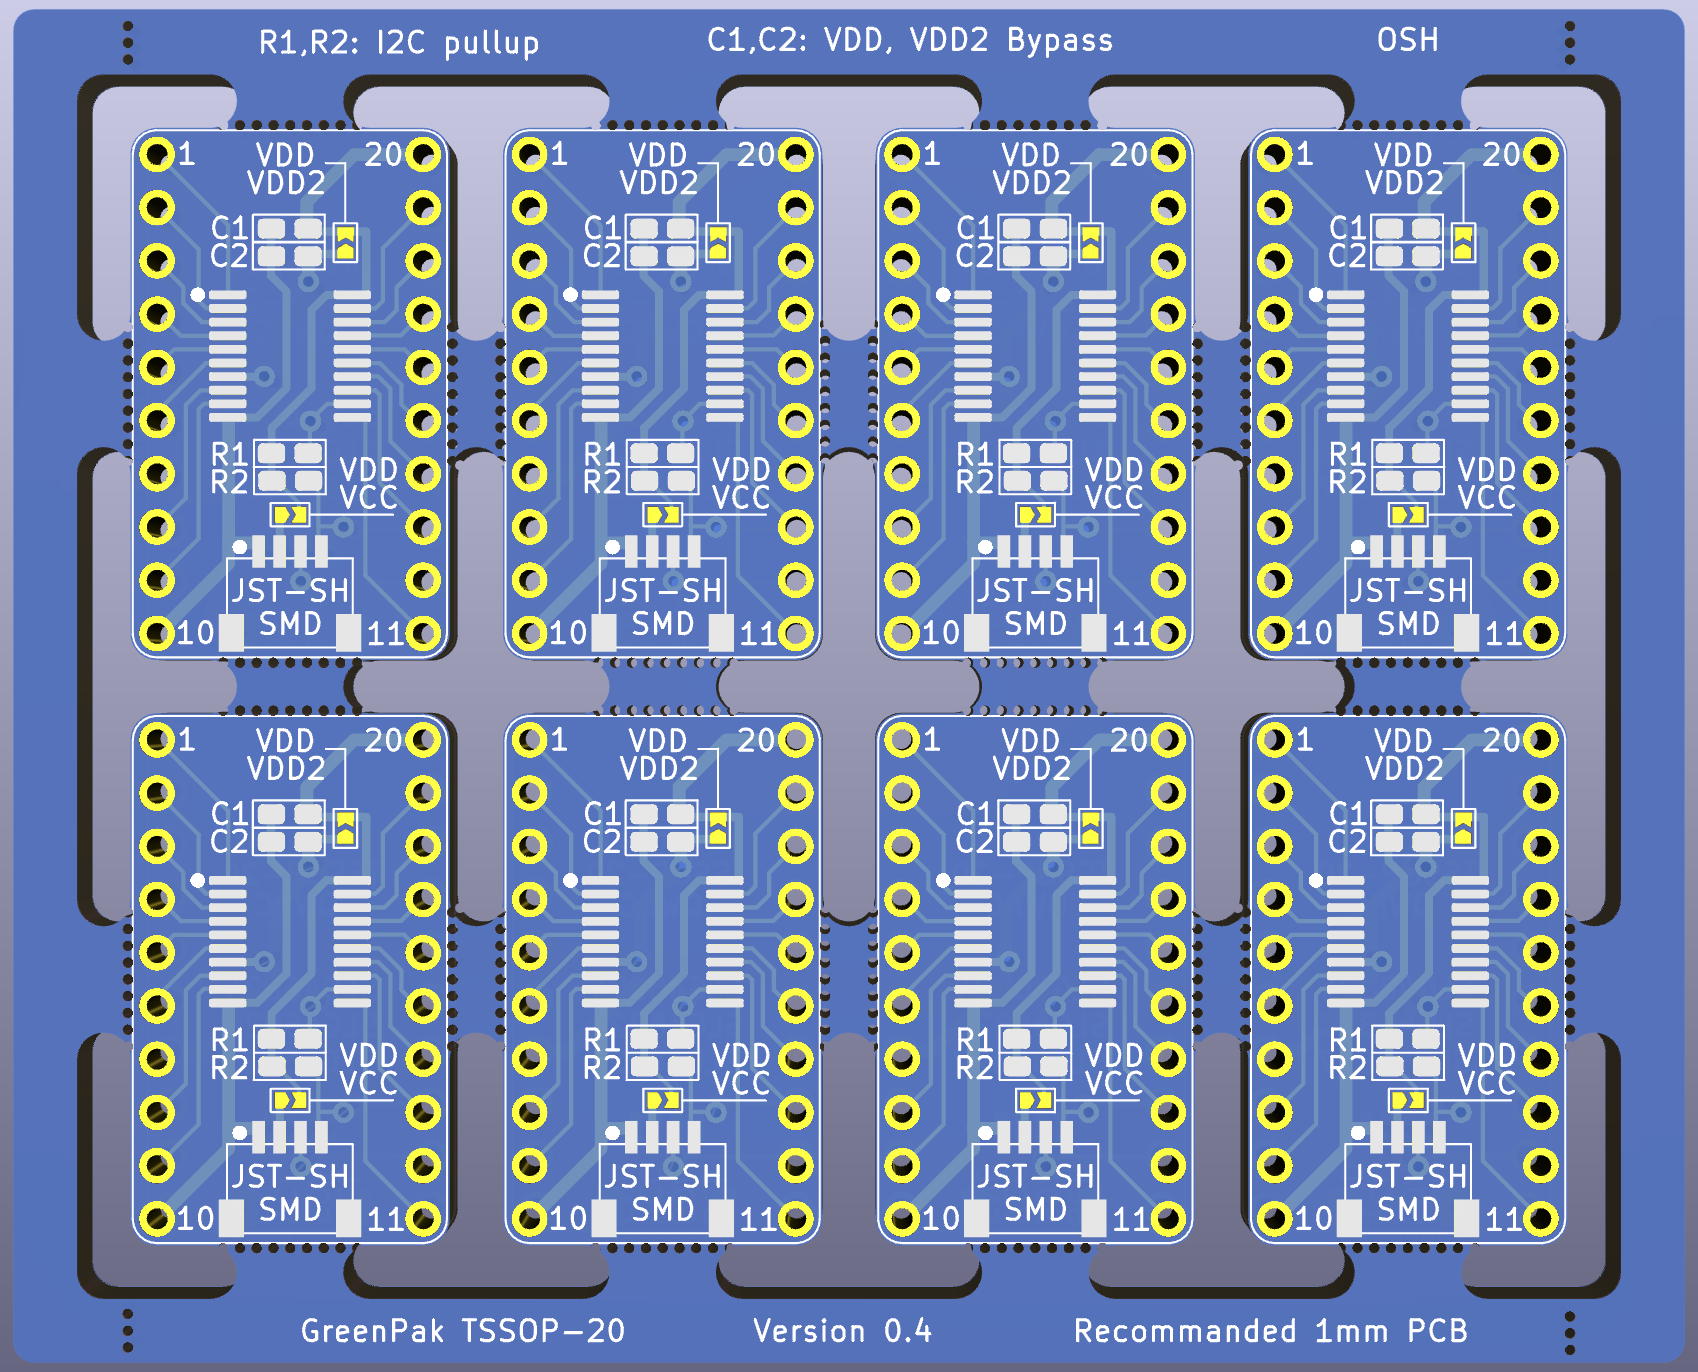 R1,R2: I2C pullup
C1,C2: VDD, VDD2 Bypass
OSH
1 VDD 20
VDD2
C1
C2
R1
R2
VDD
VCC
JST-SH
10 SMD 11
1 VDD 20
VDD2
C1
C2
R1
R2
VDD
VCC
JST-SH
10 SMD 11
1 VDD 20
VDD2
C1
C2
R1
R2
VDD
VCC
JST-SH
10 SMD 11
1 VDD 20
VDD2
C1
C2
R1
R2
VDD
VCC
JST-SH
10 SMD 11
1 VDD 20
VDD2
C1
C2
R1
R2
VDD
VCC
JST-SH
10 SMD 11
1 VDD 20
VDD2
C1
C2
R1
R2
VDD
VCC
JST-SH
10 SMD 11
1 VDD 20
VDD2
C1
C2
R1
R2
VDD
VCC
JST-SH
10 SMD 11
1 VDD 20
VDD2
C1
C2
R1
R2
VDD
VCC
JST-SH
10 SMD 11
GreenPak TSSOP-20
Version 0.4
Recommanded 1mm PCB